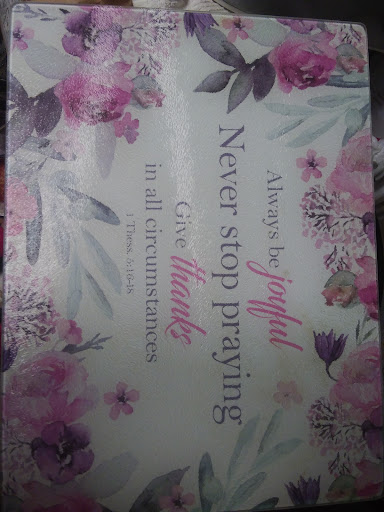 Always be joyful
Never stop praying
Give thanks
in all circumstances
1 Thess. 5:16-18